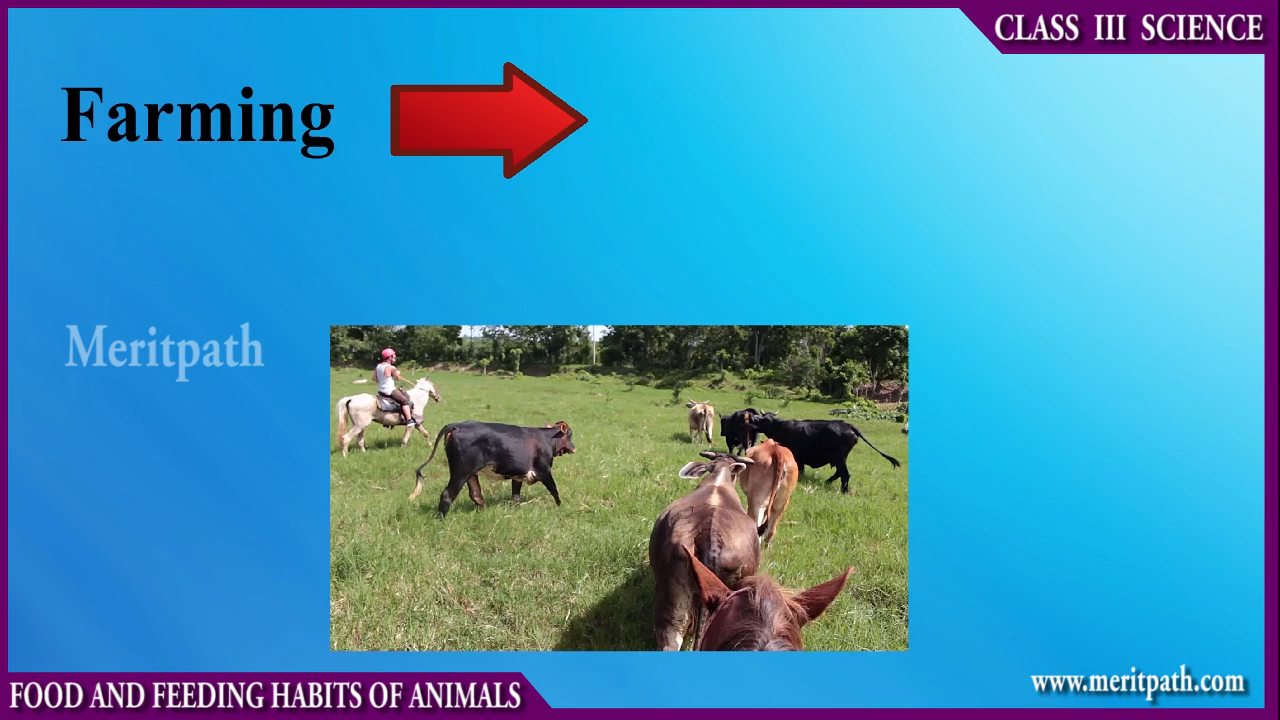 CLASS III SCIENCE
Farming
Meritpath
FOOD AND FEEDING HABITS OF ANIMALS
www.meritpath.com